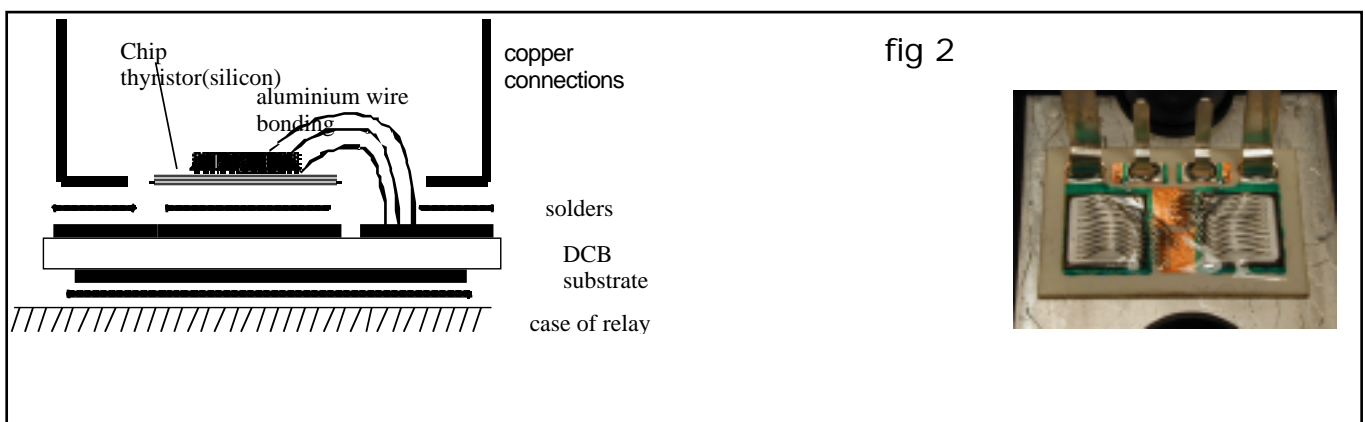 Chip
thyristor(silicon)
aluminium wire
bonding
copper
connections
fig 2
solders
DCB
substrate
case of relay